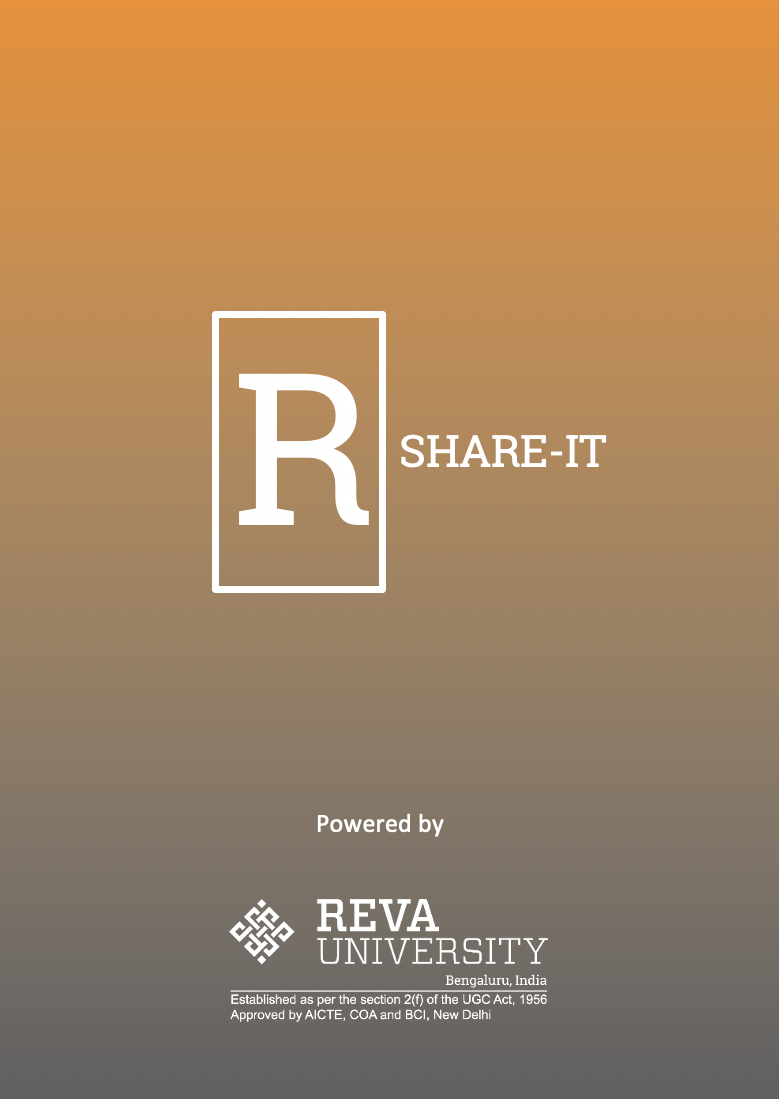 R
SHARE-IT
Powered by
REVA
UNIVERSITY
Bengaluru, India
Established as per the section 2(f) of the UGC Act, 1956
Approved by AICTE, COA and BCI, New Delhi